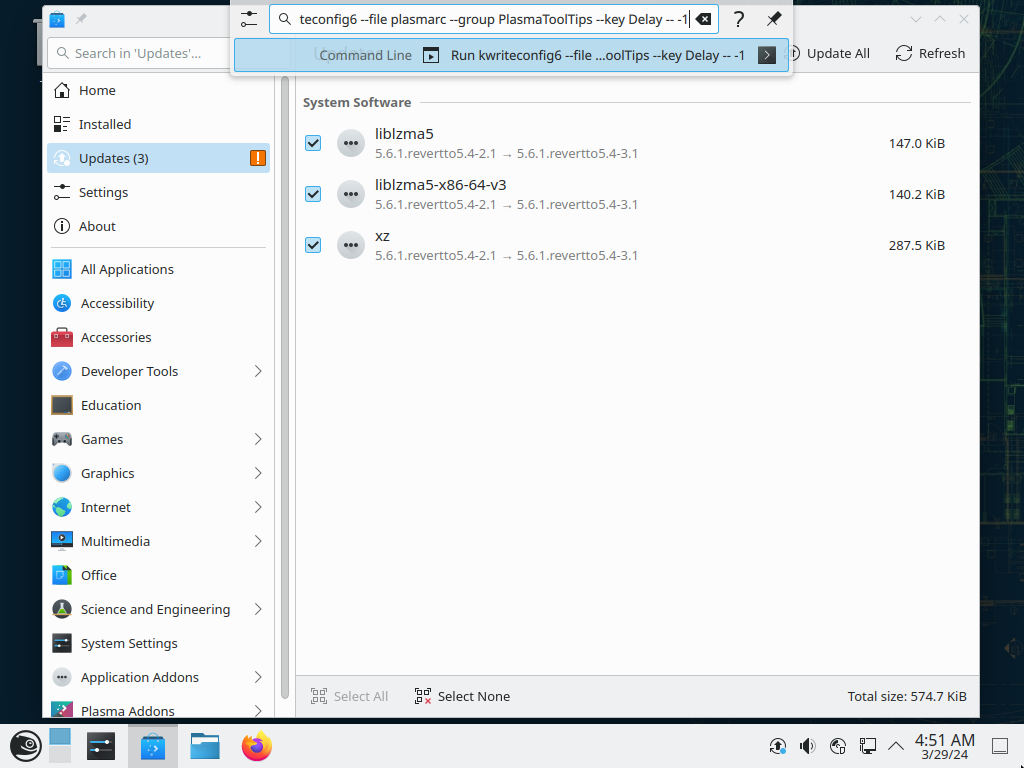 teconfig6 --file plasmarc --group PlasmaToolTips --key Delay -- -1
Command Line Run kwriteconfig6 --file ...oolTips --key Delay -- -1
Search in 'Updates'...
Update All
Refresh
Home
Installed
Updates (3)
Settings
About
All Applications
Accessibility
Accessories
Developer Tools
Education
Games
Graphics
Internet
Multimedia
Office
Science and Engineering
System Settings
Application Addons
Plasma Addons
System Software
liblzma5
5.6.1.revertto5.4-2.1 → 5.6.1.revertto5.4-3.1
147.0 KiB
liblzma5-x86-64-v3
5.6.1.revertto5.4-2.1 → 5.6.1.revertto5.4-3.1
140.2 KiB
xz
5.6.1.revertto5.4-2.1 → 5.6.1.revertto5.4-3.1
287.5 KiB
Select All
Select None
Total size: 574.7 KiB
4:51 AM
3/29/24